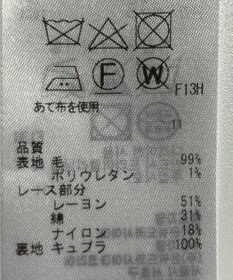 F
W
F13H
あて布を使用
11
品質
表地 毛 99%
ポリウレタン 1%
レース部分
レーヨン 51%
綿 31%
ナイロン 18%
裏地 キュプラ 100%